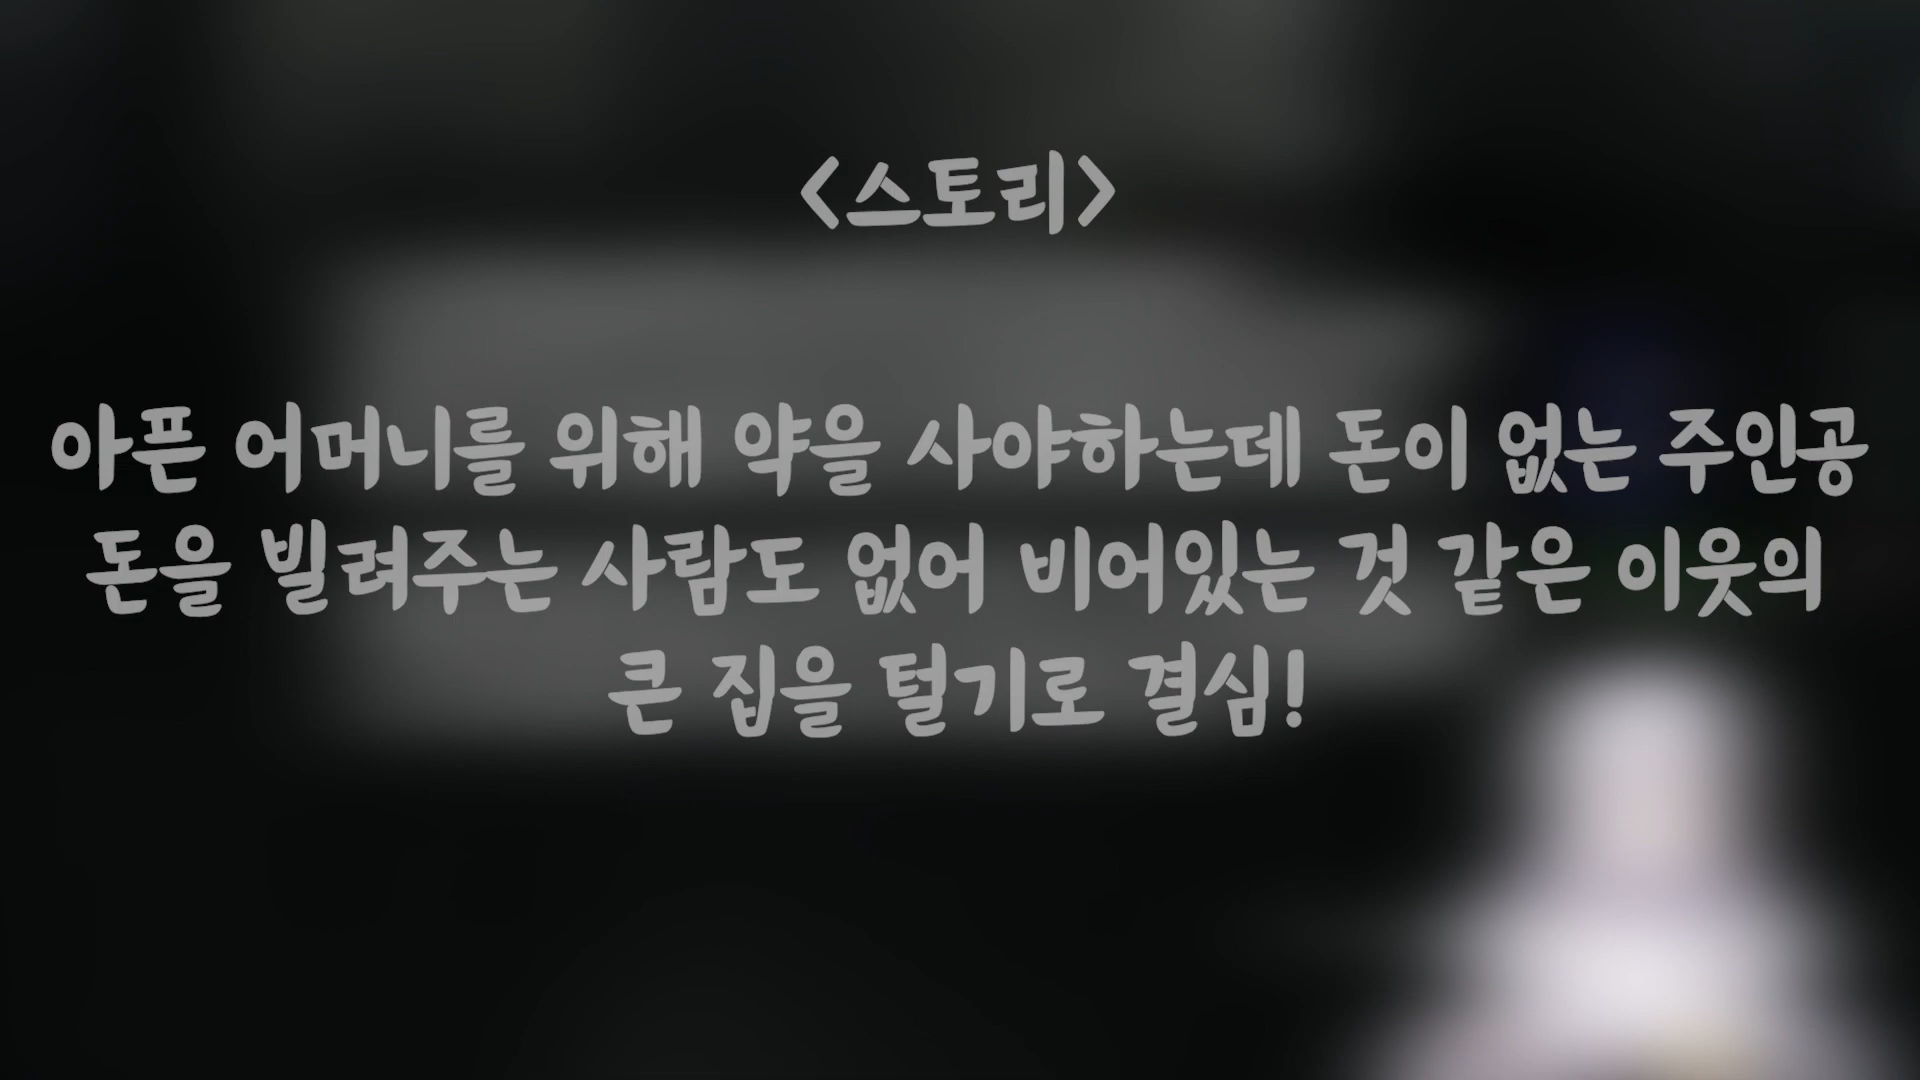 <스토리>
아픈 어머니를 위해 약을 사야하는데 돈이 없는 주인공
돈을 빌려주는 사람도 없어 비어있는 것 같은 이웃의
큰 집을 털기로 결심!